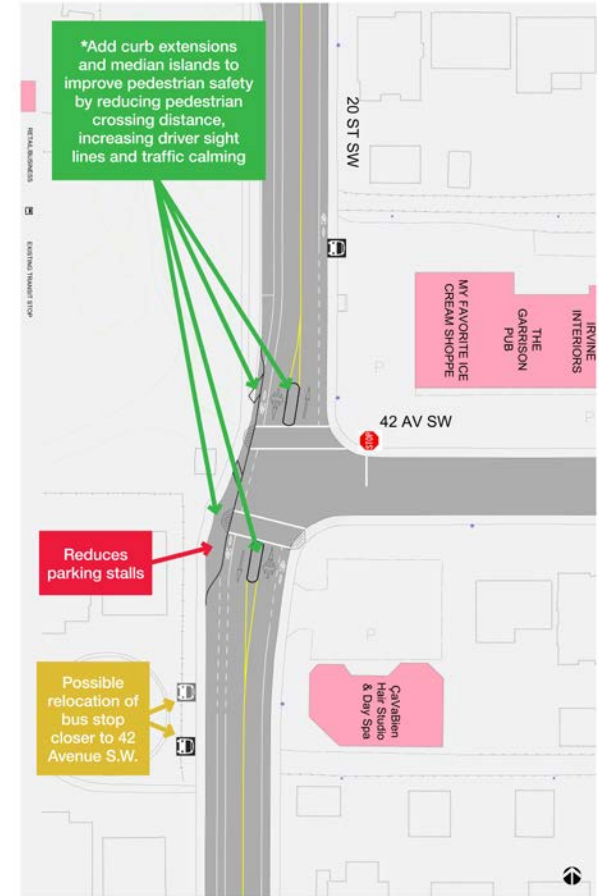 *Add curb extensions
and median islands to
improve pedestrian safety
by reducing pedestrian
crossing distance,
increasing driver sight
lines and traffic calming
RETAIL/BUSINESS
EXISTING TRANSIT STOP
20 ST SW
IRVINE
INTERIORS
THE
GARRISON
PUB
MY FAVORITE ICE
CREAM SHOPPE
P
42 AV SW
STOP
Reduces
parking stalls
P
ÇaVaBien
Hair Studio
& Day Spa
Possible
relocation of
bus stop
closer to 42
Avenue S.W.